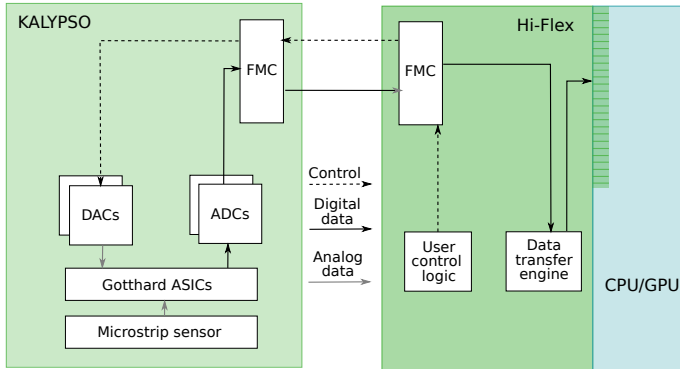 KALYPSO
Hi-Flex
FMC
FMC
DACs
ADCs
Control
Digital
data
Analog
data
User
control
logic
Data
transfer
engine
Gotthard ASICs
CPU/GPU
Microstrip sensor